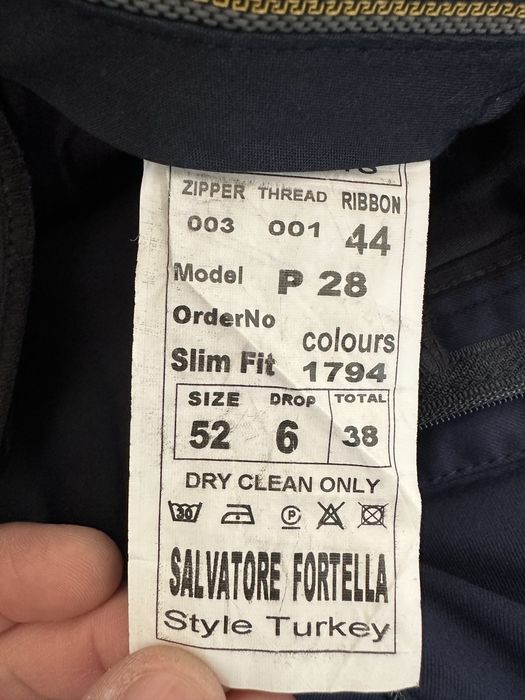 ZIPPER THREAD RIBBON
003 001 44
Model P 28
OrderNo colours
Slim Fit 1794
SIZE DROP TOTAL
52 6 38
DRY CLEAN ONLY
30 P
SALVATORE FORTELLA
Style Turkey